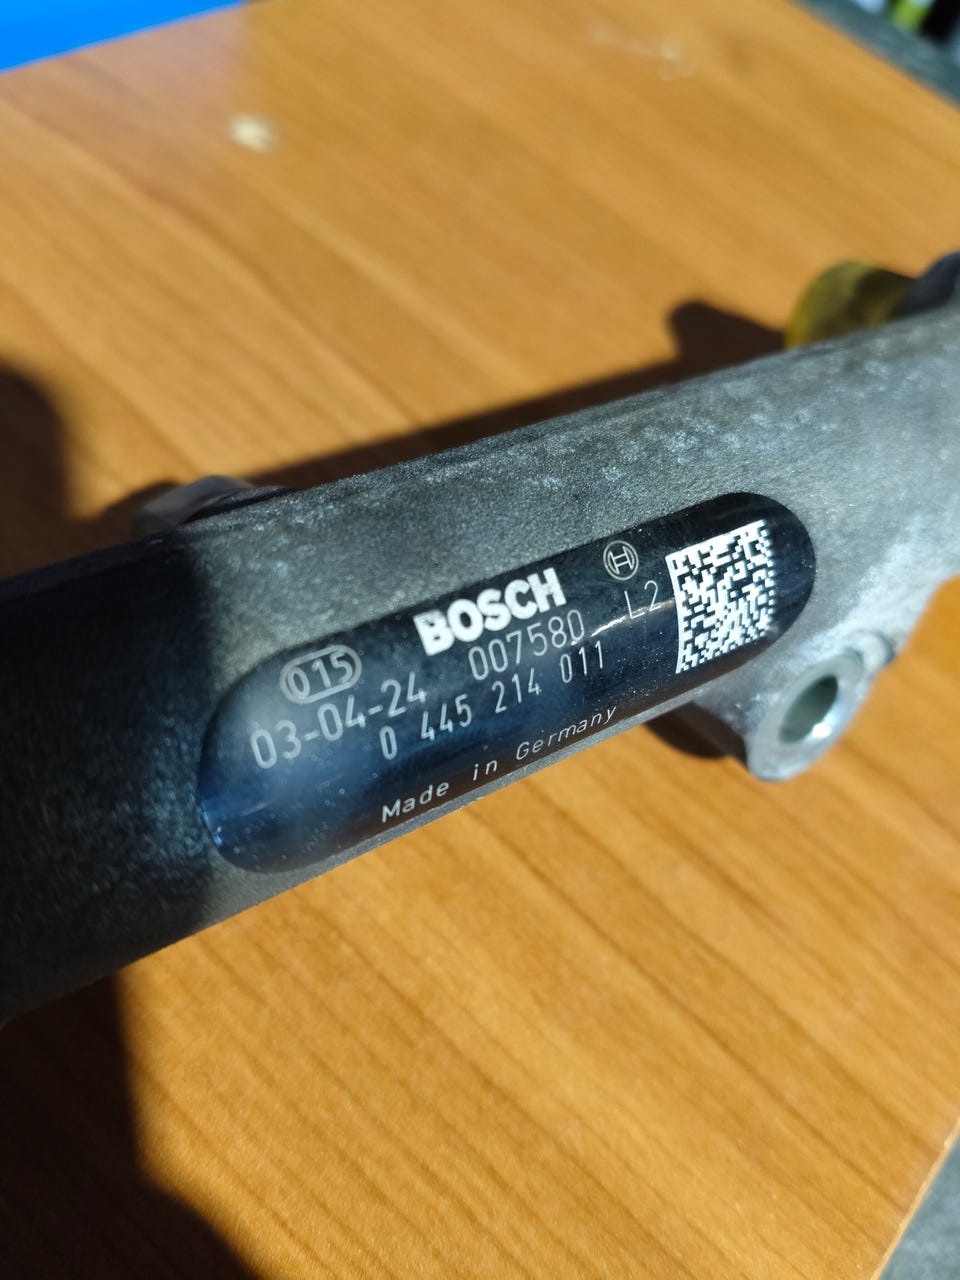 015 BOSCH
03-04-24 007580 L2
0 445 214 011
Made in Germany